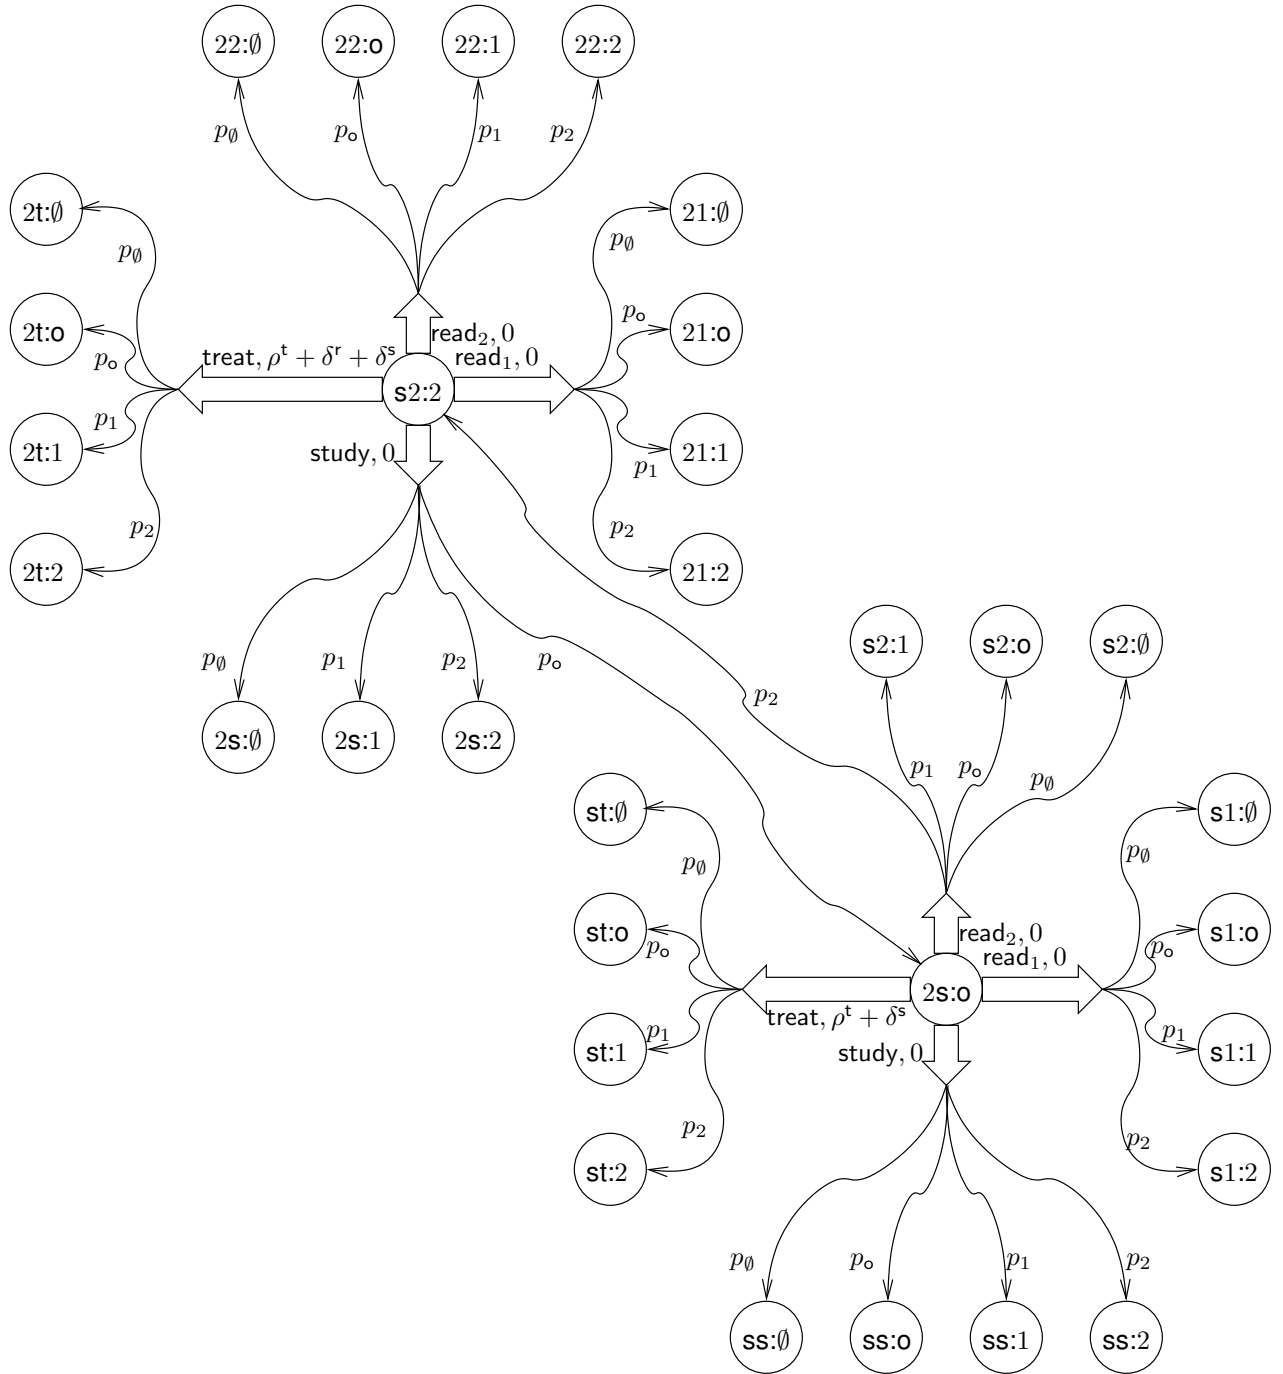 22:∅ 22:o 22:1 22:2
p∅ pₒ p₁ p₂
2t:∅ 21:∅
p∅ p∅
2t:o 21:o
pₒ pₒ
read₂, 0
treat, ρᵗ + δʳ + δˢ read₁, 0
s2:2
p₁
2t:1 21:1
study, 0 p₁
p₂ p₂
2t:2 21:2
s2:1 s2:o s2:∅
p∅ p₁ p₂ pₒ
p₂
2s:∅ 2s:1 2s:2
p₁ pₒ p∅
st:∅ s1:∅
p∅ p∅
st:o s1:o
read₂, 0
pₒ read₁, 0 pₒ
2s:o
treat, ρᵗ + δˢ
p₁ p₁
st:1 study, 0 s1:1
p₂ p₂
st:2 s1:2
p∅ pₒ p₁ p₂
ss:∅ ss:o ss:1 ss:2